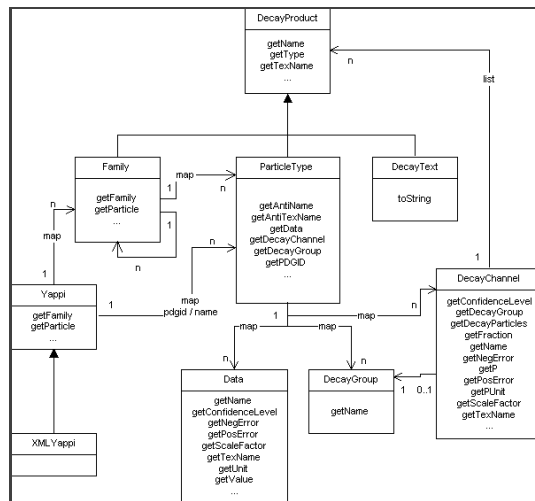 DecayProduct
getName
getType
getTexName
...
n
list
Family
getFamily
getParticle
...
map
1
n
1
n
ParticleType
getAntiName
getAntiTexName
getData
getDecayChannel
getDecayGroup
getPDGID
...
DecayText
toString
n
map
1
n
Yappi
getFamily
getParticle
...
1
map
pdgid / name
1
map
n
1
DecayChannel
getConfidenceLevel
getDecayGroup
getDecayParticles
getFraction
getName
getNegError
getP
getPosError
getPUnit
getScaleFactor
getTexName
...
map
map
n
n
Data
getName
getConfidenceLevel
getNegError
getPosError
getScaleFactor
getTexName
getUnit
getValue
...
DecayGroup
getName
1
0..1
XMLYappi